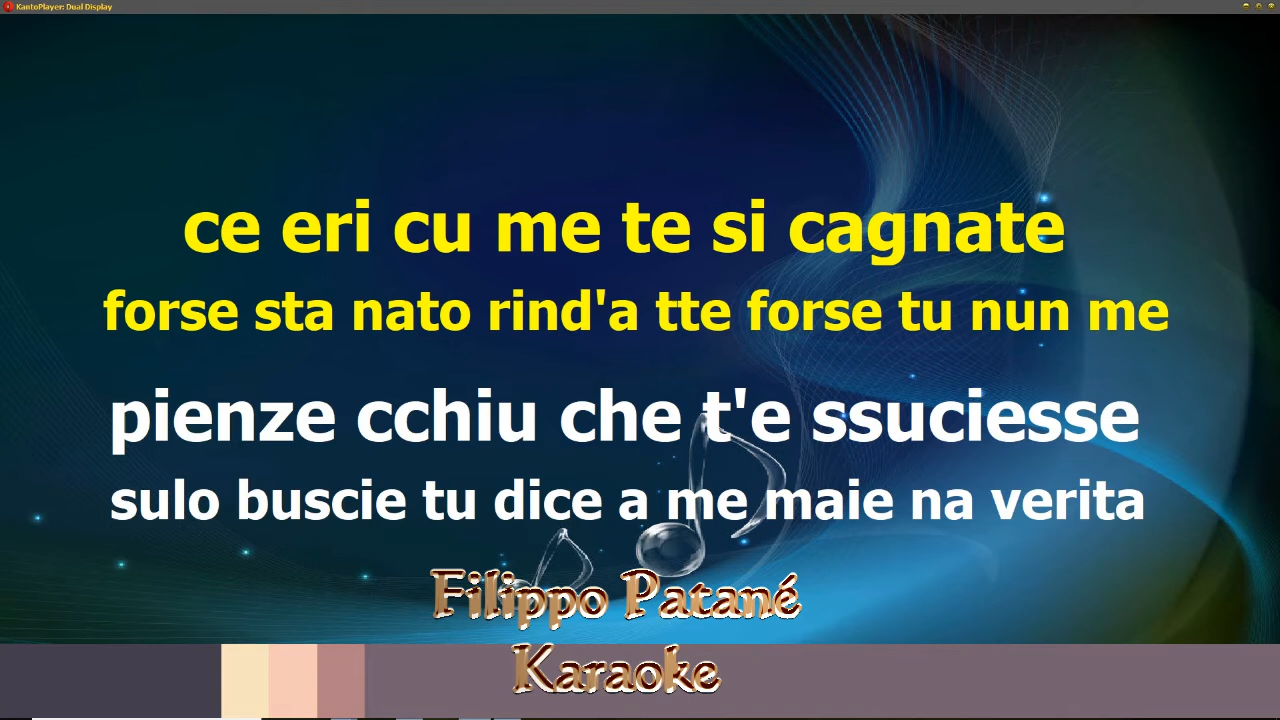 KantoPlayer: Dual Display
ce eri cu me te si cagnate
forse sta nato rind'a tte forse tu nun me
pienze cchiu che t'e ssuciesse
sulo buscie tu dice a me maie na verita
Filippo Patané
Karaoke